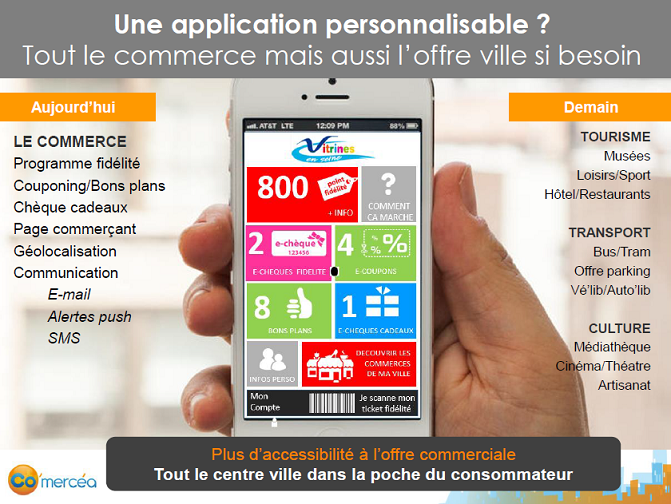 Une application personnalisable ?
Tout le commerce mais aussi l'offre ville si besoin
Aujourd'hui
LE COMMERCE
Programme fidélité
Couponing/Bons plans
Chèque cadeaux
Page commerçant
Géolocalisation
Communication
E-mail
Alertes push
SMS
AT&T LTE 12:09 PM 88%
Vitrines
en seine
800 point
fidélité
+ INFO
?
COMMENT
CA MARCHE
2 e-chèque
123456
E-CHEQUES FIDELITE
4 %
% % %
E-COUPONS
8
BONS PLANS
1
E-CHEQUES CADEAUX
INFOS PERSO
DECOUVRIR LES
COMMERCES
DE MA VILLE
Mon
Compte
Je scanne mon
ticket fidélité
Demain
TOURISME
Musées
Loisirs/Sport
Hôtel/Restaurants
TRANSPORT
Bus/Tram
Offre parking
Vé'lib/Auto'lib
CULTURE
Médiathèque
Cinéma/Théatre
Artisanat
Plus d'accessibilité à l'offre commerciale
Tout le centre ville dans la poche du consommateur
Co'mercéa